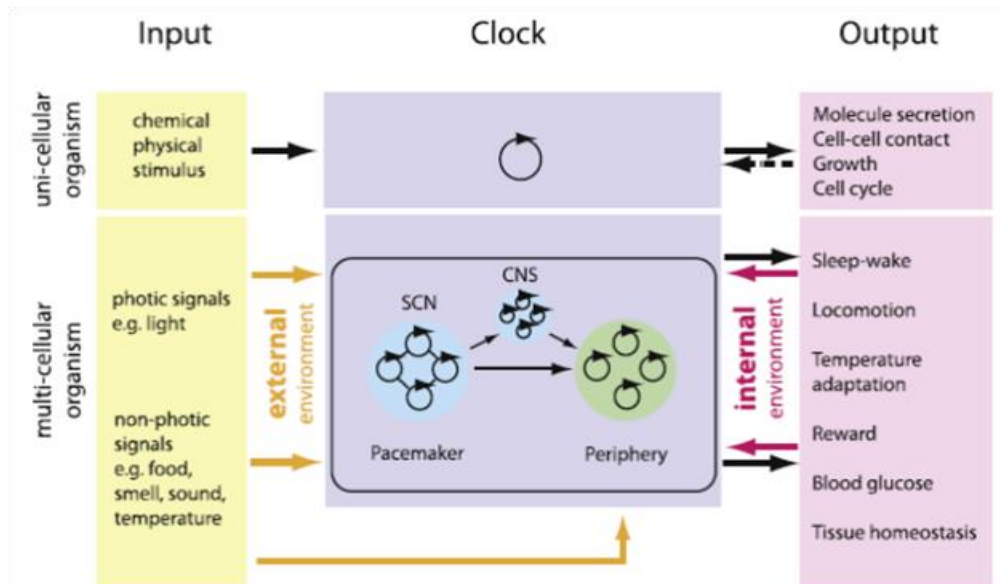 Input
Clock
Output
uni-cellular
organism
chemical
physical
stimulus
Molecule secretion
Cell-cell contact
Growth
Cell cycle
multi-cellular
organism
photic signals
e.g. light
non-photic
signals
e.g. food,
smell, sound,
temperature
external
environment
SCN
CNS
Pacemaker
Periphery
internal
environment
Sleep-wake
Locomotion
Temperature
adaptation
Reward
Blood glucose
Tissue homeostasis